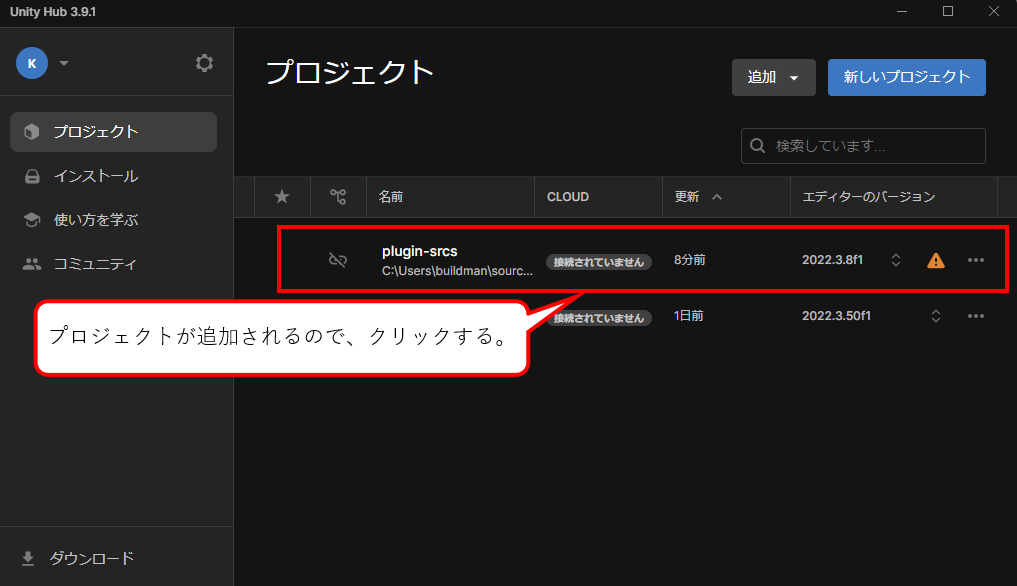 Unity Hub 3.9.1
K
プロジェクト
インストール
使い方を学ぶ
コミュニティ
ダウンロード
プロジェクト
追加
新しいプロジェクト
検索しています...
名前 CLOUD 更新 エディターのバージョン
plugin-srcs
C:\Users\buildman\sourc...
接続されていません 8分前 2022.3.8f1
接続されていません 1日前 2022.3.50f1
プロジェクトが追加されるので、クリックする。